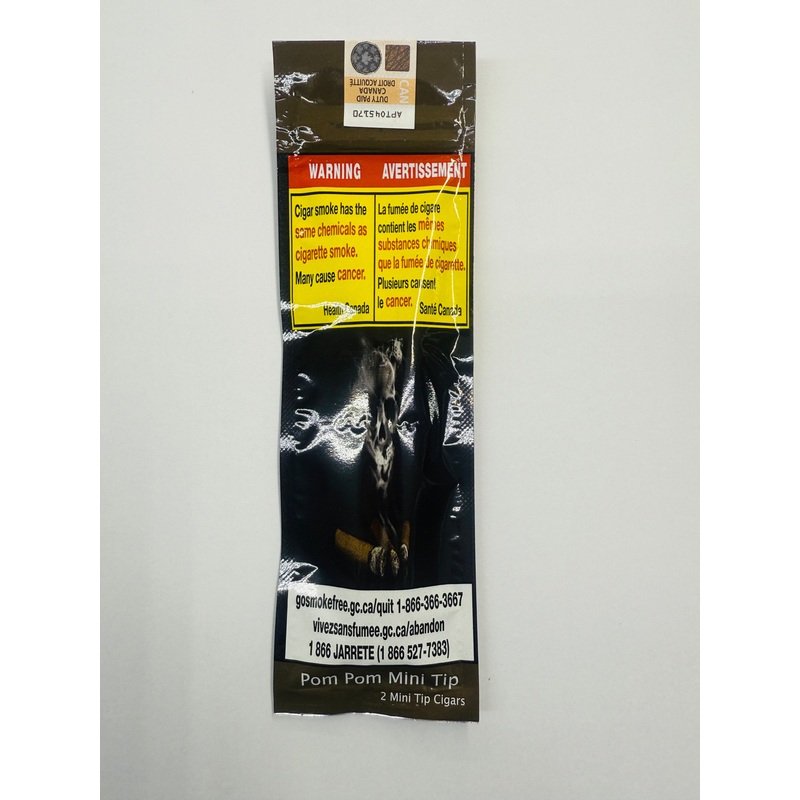 CAN
DUTY PAID
CANADA
DROIT ACQUITTÉ
APT045170
WARNING AVERTISSEMENT
Cigar smoke has the
same chemicals as
cigarette smoke.
Many cause cancer.
Health Canada
La fumée de cigare
contient les mêmes
substances chimiques
que la fumée de cigarette.
Plusieurs causent
le cancer.
Santé Canada
gosmokefree.gc.ca/quit 1-866-366-3667
vivezsansfumee.gc.ca/abandon
1 866 JARRETE (1 866 527-7383)
Pom Pom Mini Tip
2 Mini Tip Cigars